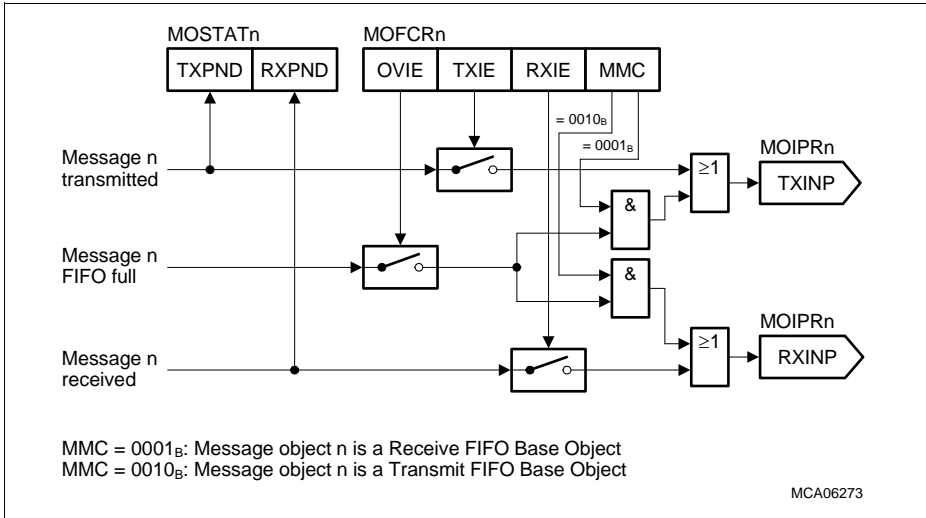 MOSTATn
MOFCRn
TXPND RXPND
OVIE TXIE RXIE MMC
= 0010B
= 0001B
Message n
transmitted
≥1
MOIPRn
TXINP
&
Message n
FIFO full
&
MOIPRn
≥1
RXINP
Message n
received
MMC = 0001B: Message object n is a Receive FIFO Base Object
MMC = 0010B: Message object n is a Transmit FIFO Base Object
MCA06273